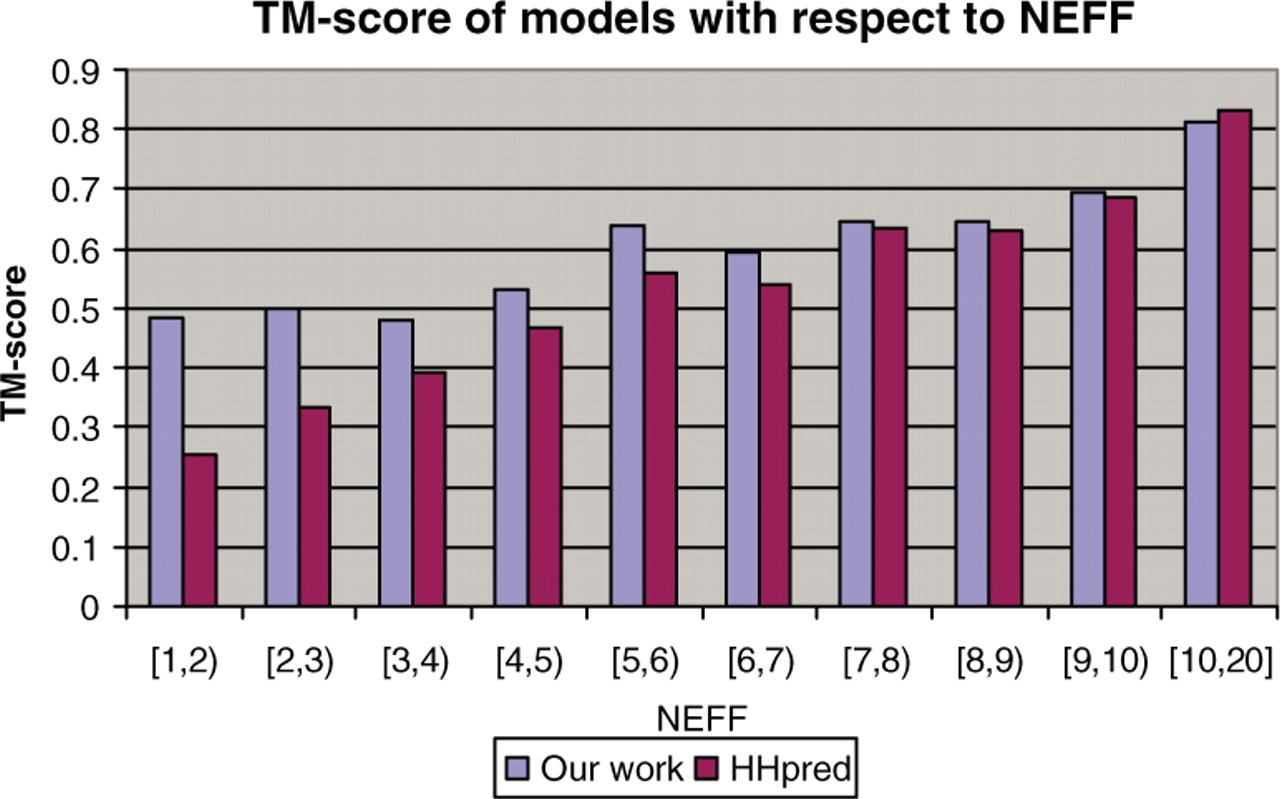 TM-score of models with respect to NEFF
0.9
0.8
0.7
0.6
0.5
0.4
0.3
0.2
0.1
0
TM-score
[1,2) [2,3) [3,4) [4,5) [5,6) [6,7) [7,8) [8,9) [9,10) [10,20]
NEFF
Our work HHpred